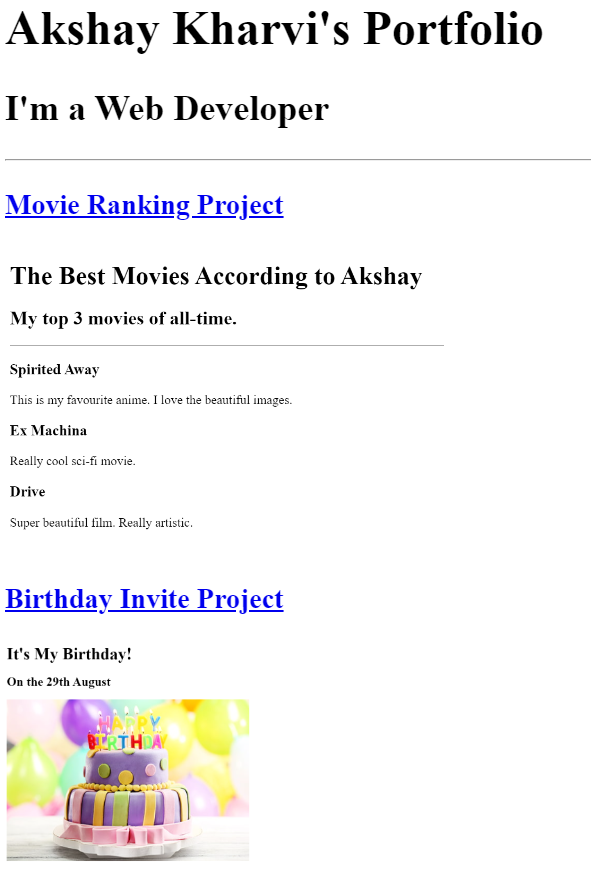 Akshay Kharvi's Portfolio
I'm a Web Developer
Movie Ranking Project
The Best Movies According to Akshay
My top 3 movies of all-time.
Spirited Away
This is my favourite anime. I love the beautiful images.
Ex Machina
Really cool sci-fi movie.
Drive
Super beautiful film. Really artistic.
Birthday Invite Project
It's My Birthday!
On the 29th August
HAPPY
BIRTHDAY